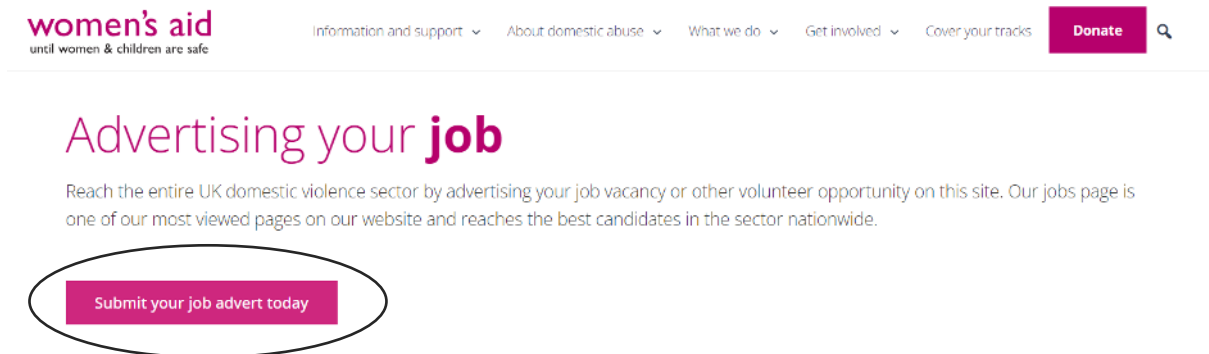 women's aid
until women & children are safe
Information and support
About domestic abuse
What we do
Get involved
Cover your tracks
Donate
Advertising your job
Reach the entire UK domestic violence sector by advertising your job vacancy or other volunteer opportunity on this site. Our jobs page is
one of our most viewed pages on our website and reaches the best candidates in the sector nationwide.
Submit your job advert today